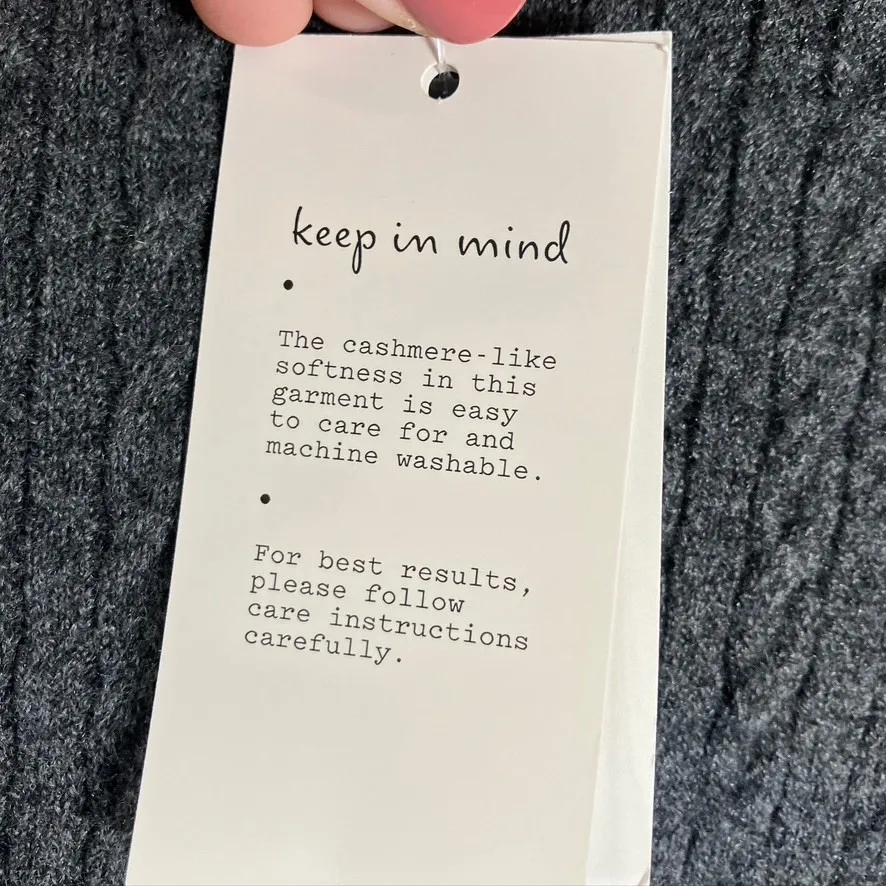 keep in mind
•
The cashmere-like
softness in this
garment is easy
to care for and
machine washable.
•
For best results,
please follow
care instructions
carefully.